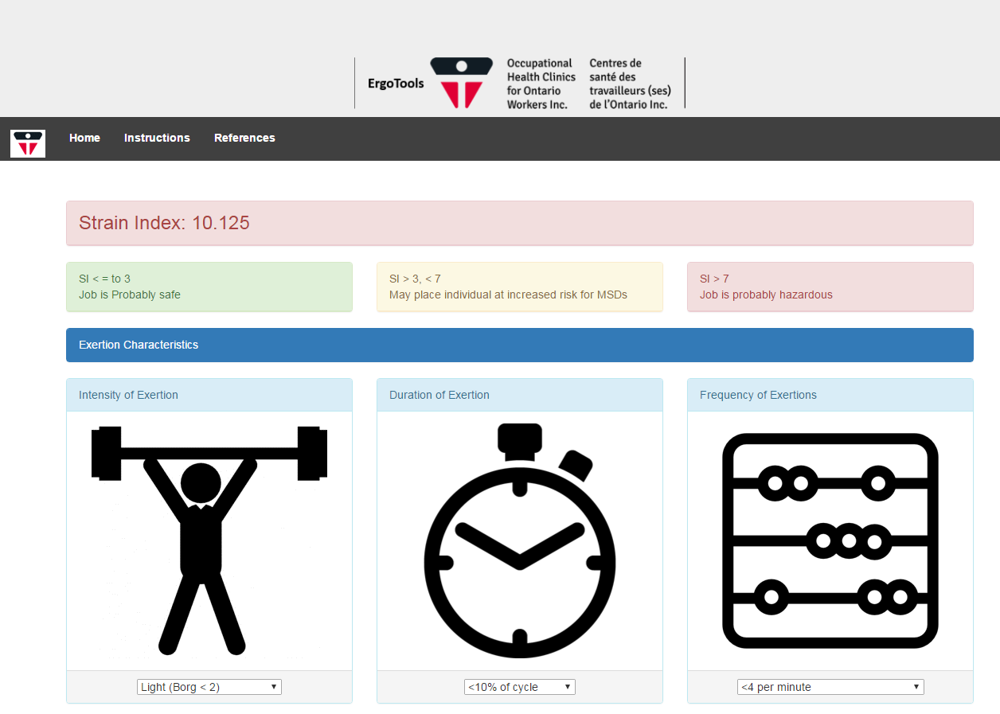 ErgoTools
Occupational
Health Clinics
for Ontario
Workers Inc.
Centres de
santé des
travailleurs (ses)
de l'Ontario Inc.
Home
Instructions
References
Strain Index: 10.125
SI < = to 3
Job is Probably safe
SI > 3, < 7
May place individual at increased risk for MSDs
SI > 7
Job is probably hazardous
Exertion Characteristics
Intensity of Exertion
Duration of Exertion
Frequency of Exertions
Light (Borg < 2)
<10% of cycle
<4 per minute